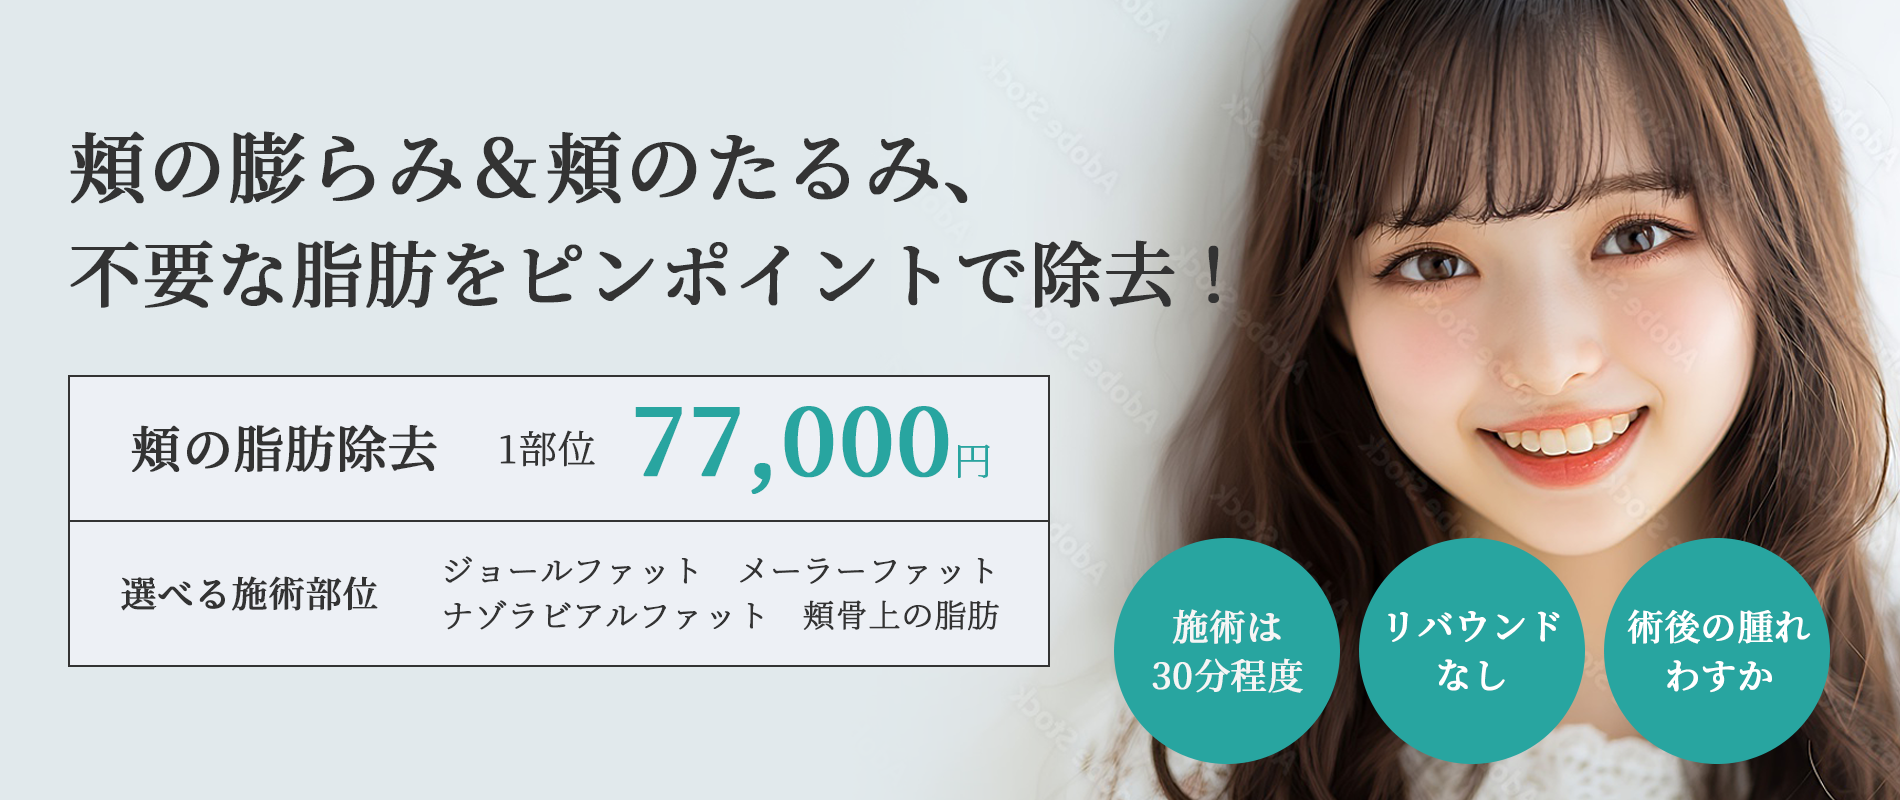 頬の膨らみ＆頬のたるみ、
不要な脂肪をピンポイントで除去！
頬の脂肪除去 1部位 77,000円
選べる施術部位
ジョールファット メーラーファット
ナゾラビアルファット 頬骨上の脂肪
施術は
30分程度
リバウンド
なし
術後の腫れ
わずか
Adobe Stock